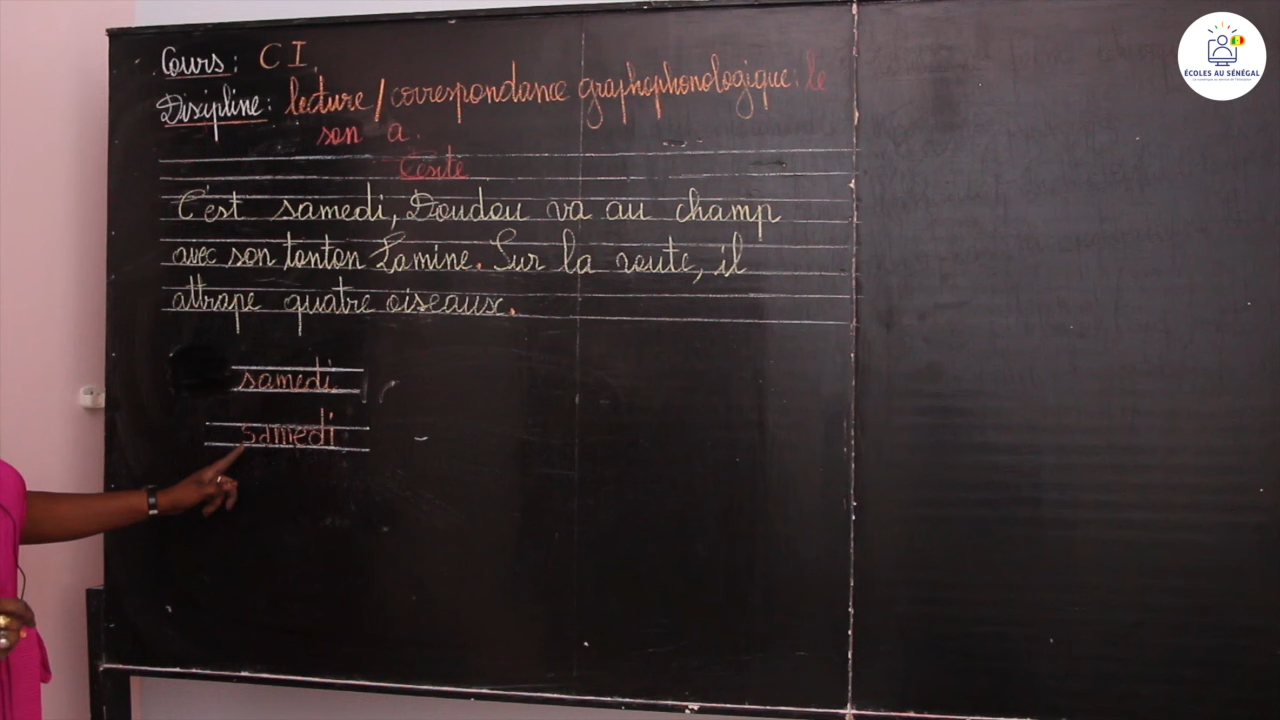 Cours : C I.
Discipline : lecture / correspondance graphophonologique : le
son a.
Texte
C'est samedi, Doudou va au champ
avec son tonton Lamine. Sur la route, il
attrape quatre oiseaux.
samedi
samedi
ÉCOLES AU SÉNÉGAL